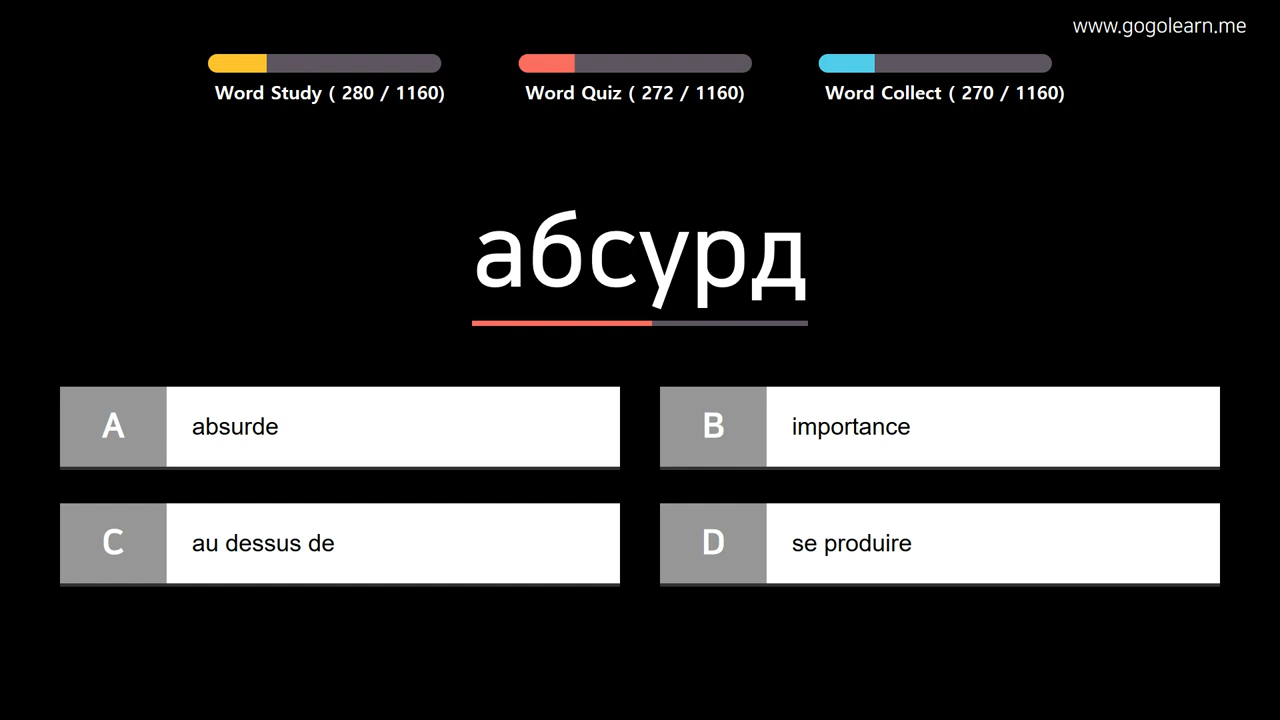 www.gogolearn.me
Word Study ( 280 / 1160)
Word Quiz ( 272 / 1160)
Word Collect ( 270 / 1160)
абсурд
A absurde
B importance
C au dessus de
D se produire